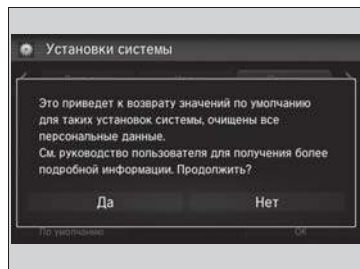 Установки системы
Это приведет к возврату значений по умолчанию
для таких установок системы, очищены все
персональные данные.
См. руководство пользователя для получения более
подробной информации. Продолжить?
Да Нет
По умолчанию OK